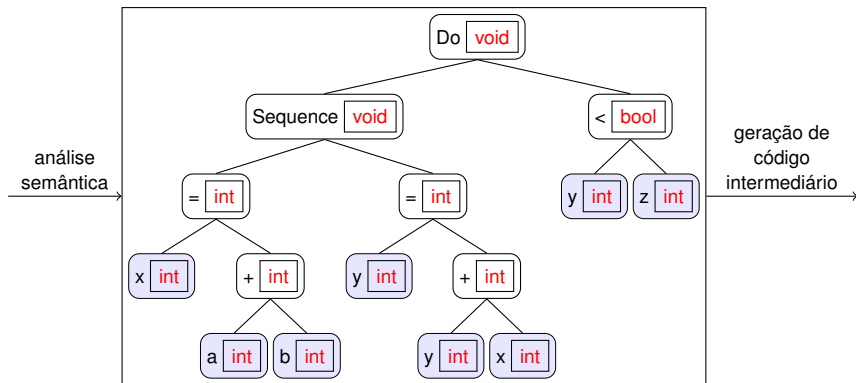 Do void
Sequence void
< bool
análise
semântica
geração de
código
intermediário
= int
= int
y int
z int
x int
+ int
y int
+ int
a int
b int
y int
x int